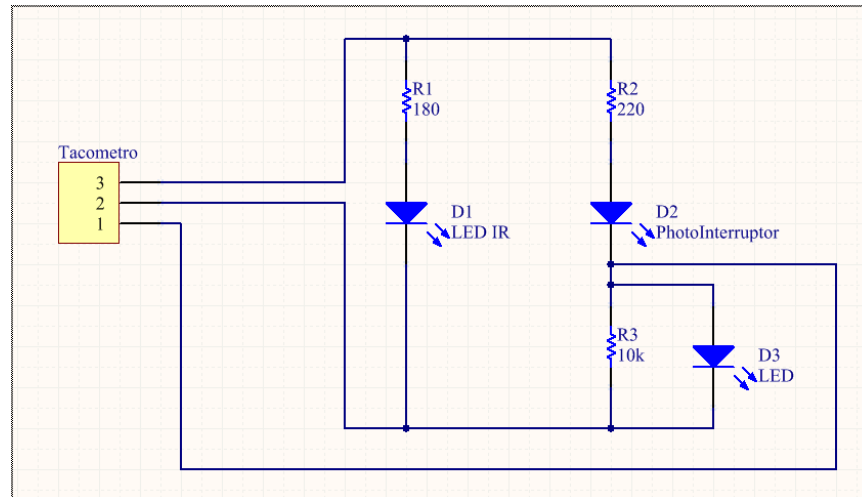 Tacometro
3
2
1
R1
180
R2
220
D1
LED IR
D2
PhotoInterruptor
R3
10k
D3
LED